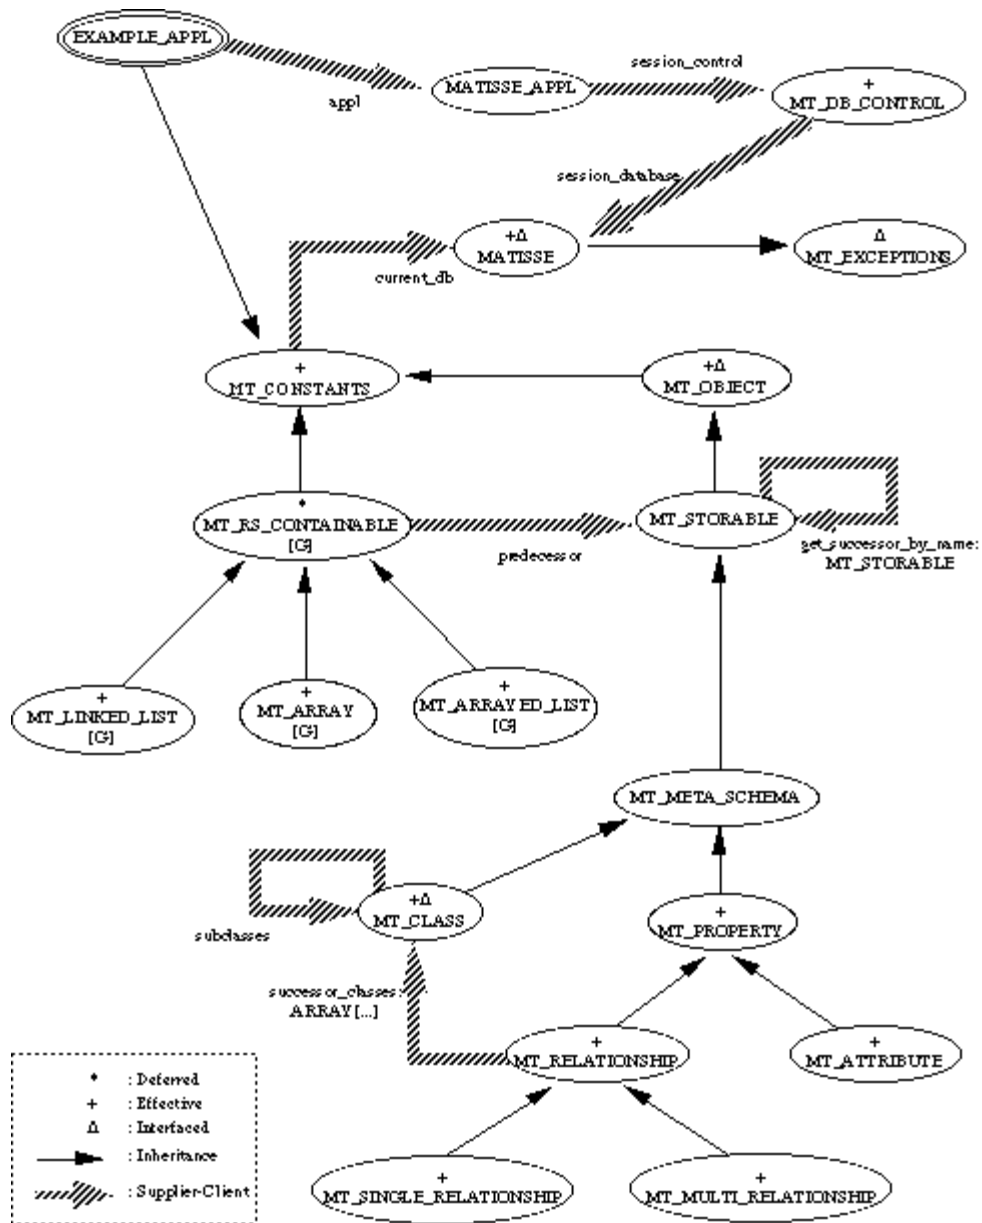 EXAMPLE_APPL
session_control
MATISSE_APPL
+
MT_DB_CONTROL
appl
session_database
+Δ
MATISSE
Δ
MT_EXCEPTIONS
current_db
+
MT_CONSTANTS
+Δ
MT_OBJECT
*
MT_RS_CONTAINABLE
[G]
MT_STORABLE
predecessor
get_successor_by_name:
MT_STORABLE
+
MT_LINKED_LIST
[G]
+
MT_ARRAY
[G]
+
MT_ARRAYED_LIST
[G]
MT_META_SCHEMA
+Δ
MT_CLASS
subclasses
+
MT_PROPERTY
successor_classes:
ARRAY[...]
+
MT_RELATIONSHIP
+
MT_ATTRIBUTE
+
MT_SINGLE_RELATIONSHIP
+
MT_MULTI_RELATIONSHIP
* : Deferred
+ : Effective
Δ : Interfaced
: Inheritance
: Supplier-Client